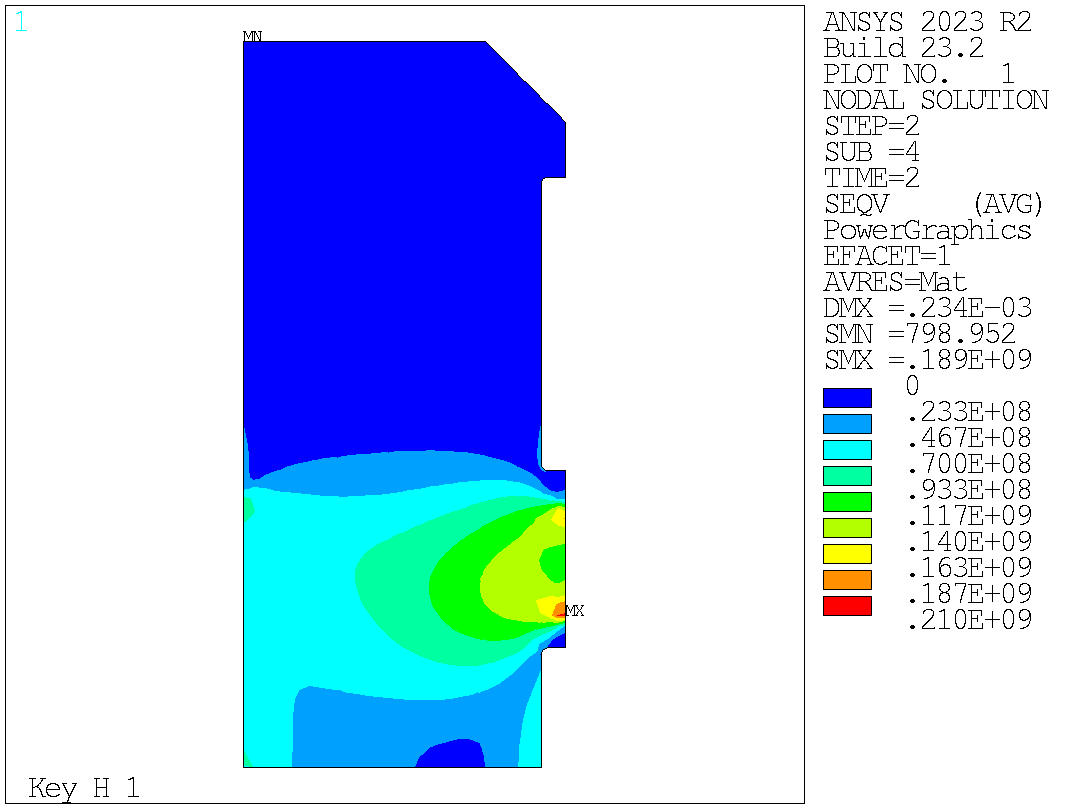 1
MN
MX
Key H 1
ANSYS 2023 R2
Build 23.2
PLOT NO. 1
NODAL SOLUTION
STEP=2
SUB =4
TIME=2
SEQV (AVG)
PowerGraphics
EFACET=1
AVRES=Mat
DMX =.234E-03
SMN =798.952
SMX =.189E+09
0
.233E+08
.467E+08
.700E+08
.933E+08
.117E+09
.140E+09
.163E+09
.187E+09
.210E+09